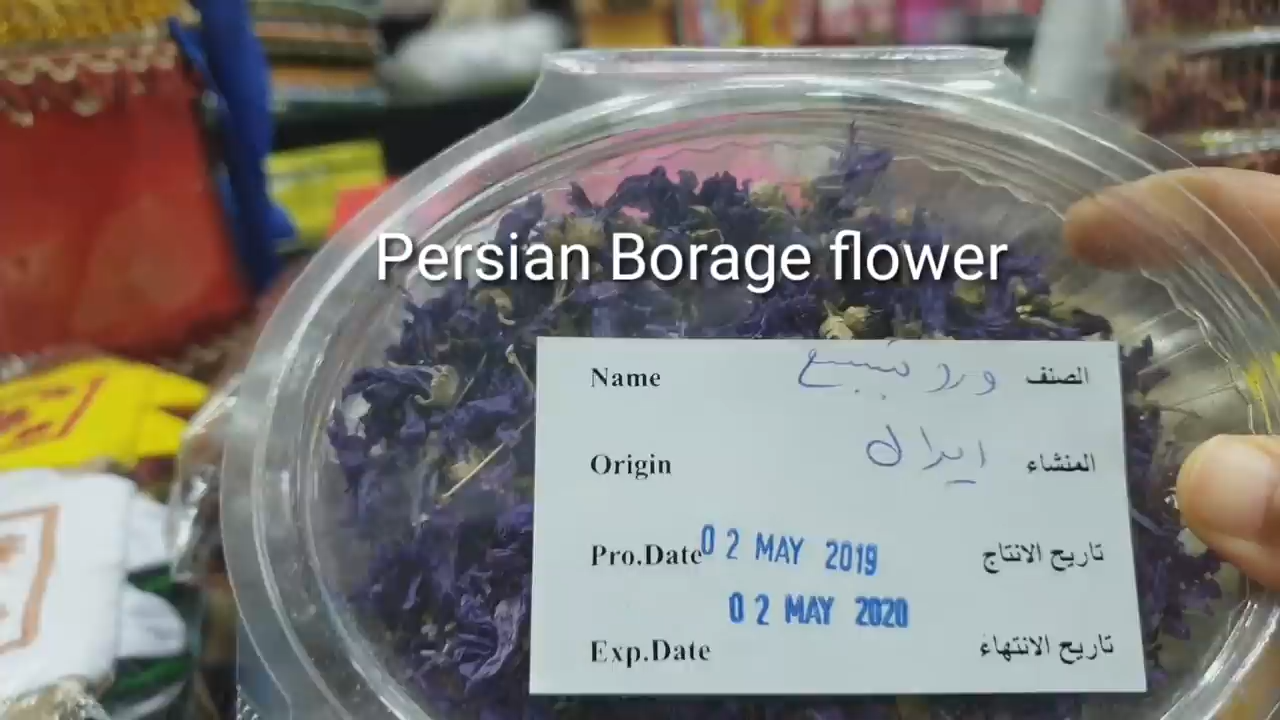 Persian Borage flower
Name ورد الصنف
Origin ايران المنشاء
Pro.Date 02 MAY 2019 تاريخ الانتاج
02 MAY 2020
Exp.Date تاريخ الانتهاء